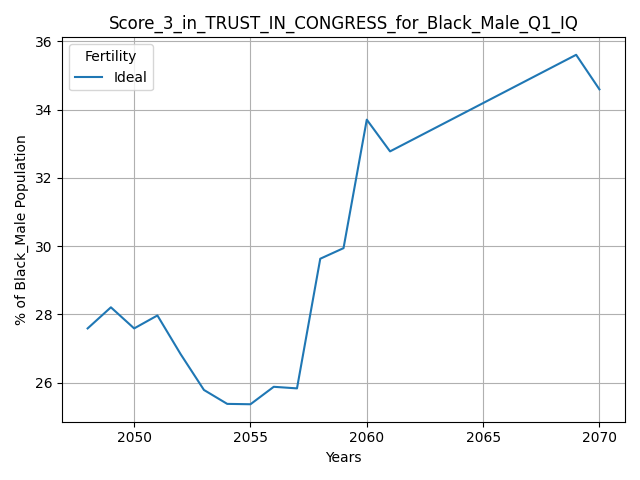 Score_3_in_TRUST_IN_CONGRESS_for_Black_Male_Q1_IQ
Fertility
Ideal
% of Black_Male Population
36
34
32
30
28
26
2050
2055
2060
2065
2070
Years